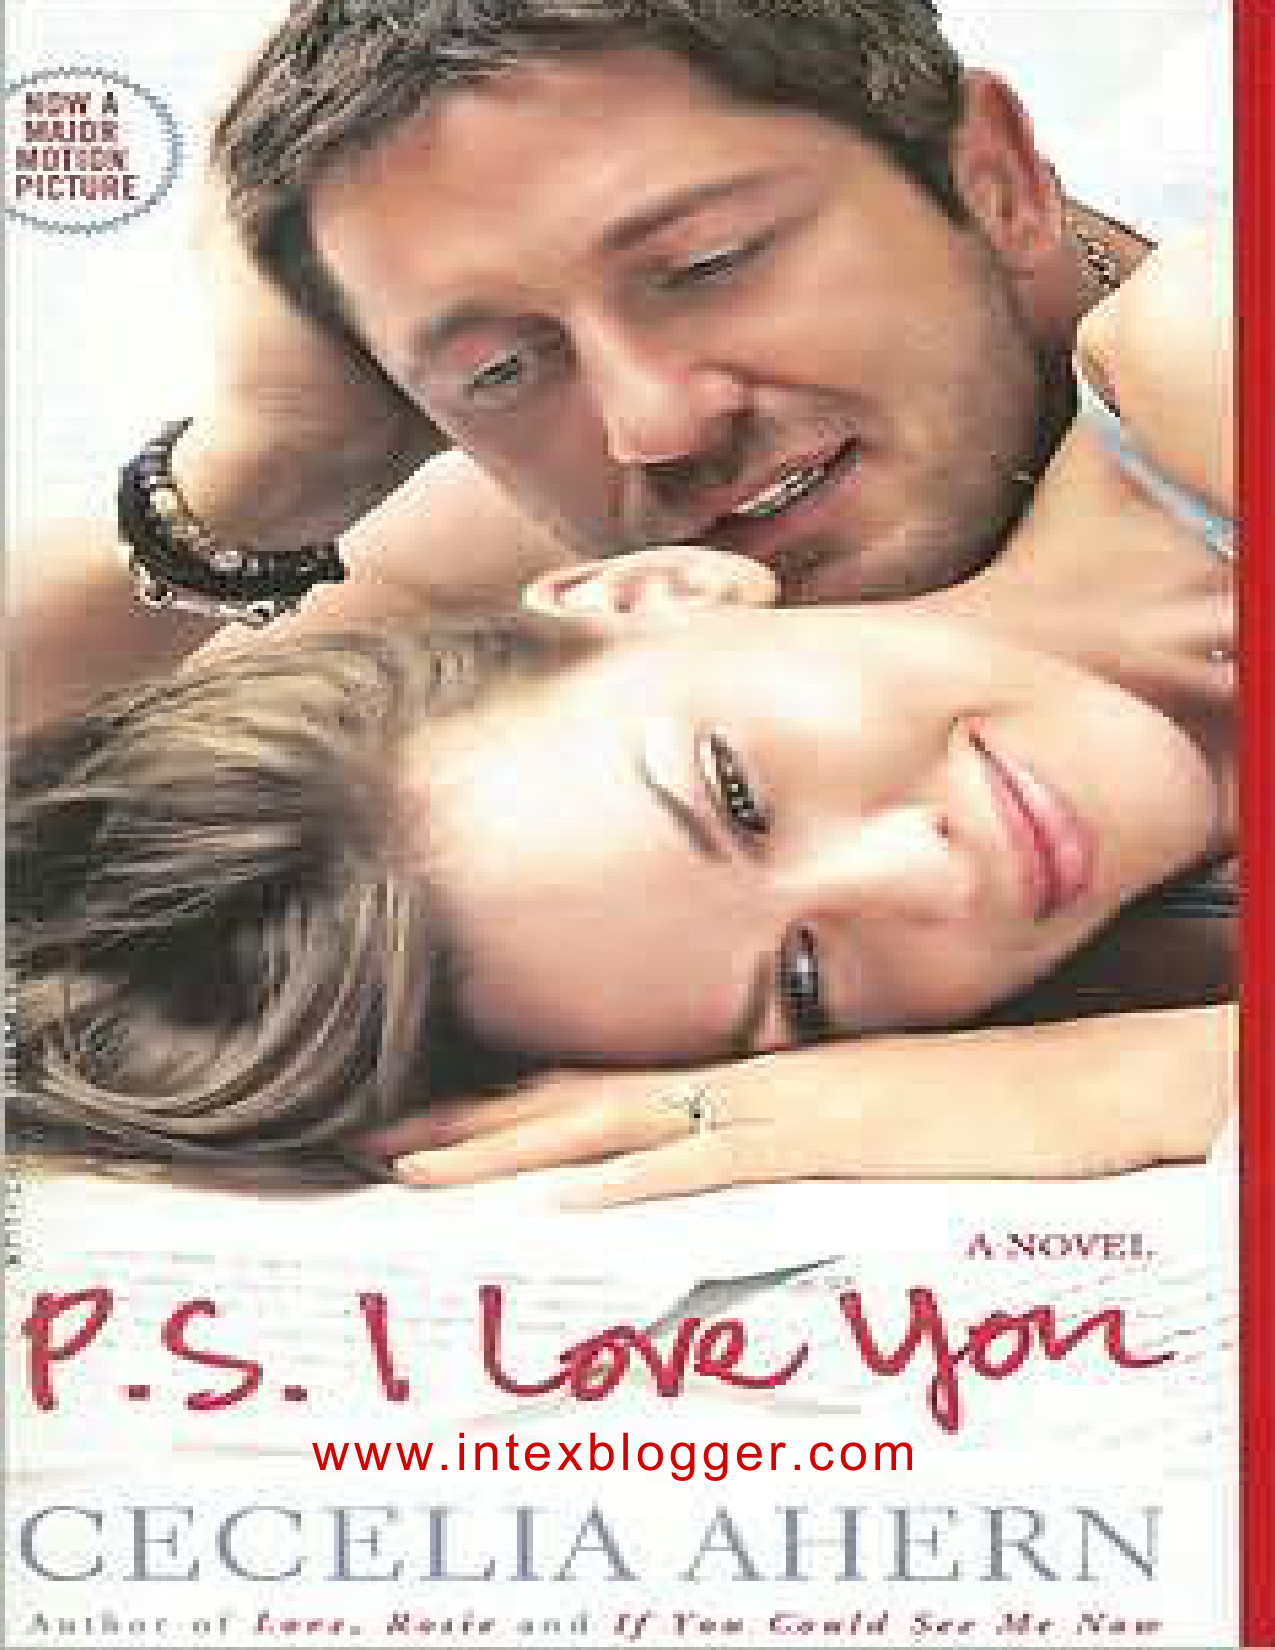 NOW A
MAJOR
MOTION
PICTURE
A NOVEL
P.S. I Love You
www.intexblogger.com
CECELIA AHERN
Author of Love, Rosie and If You Could See Me Now